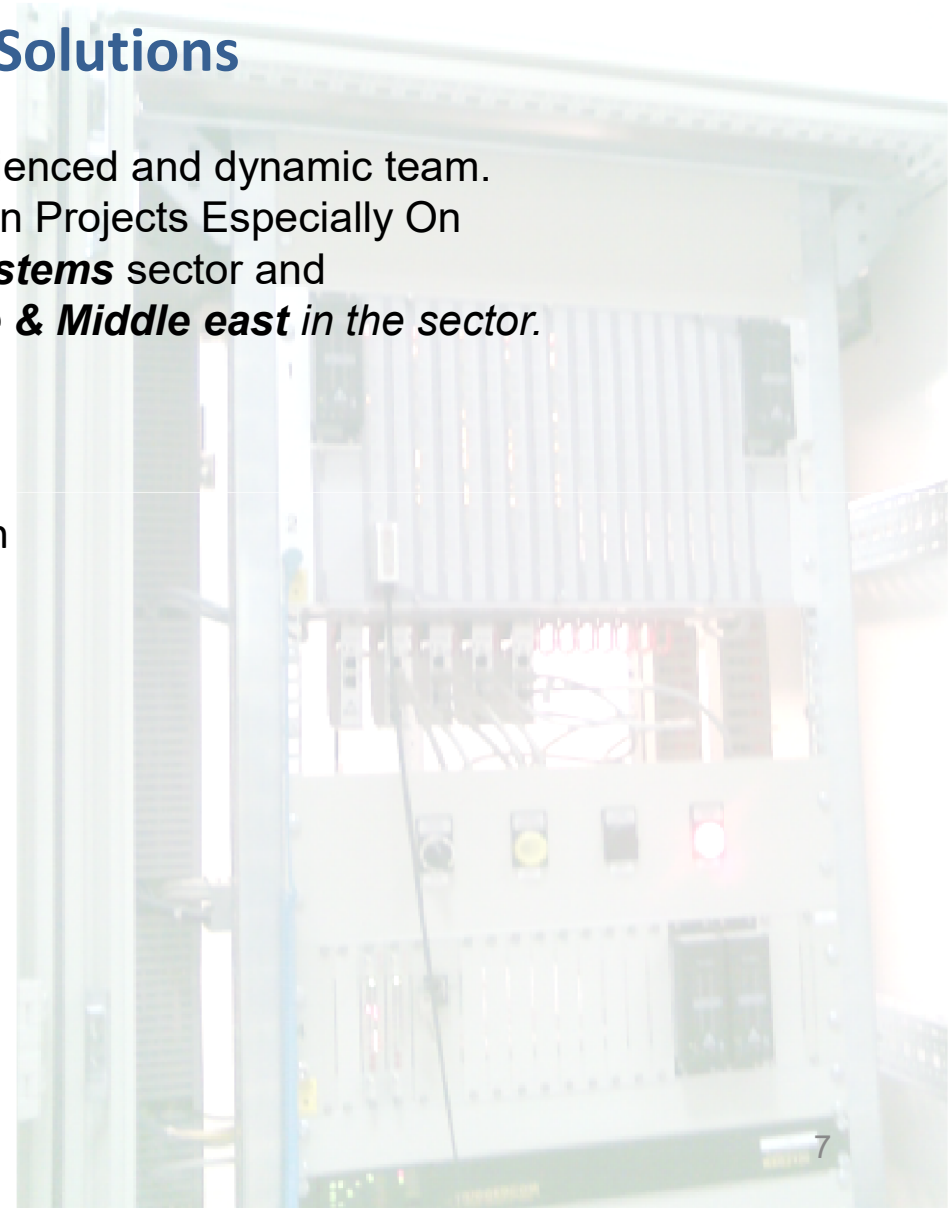 Solutions
enced and dynamic team.
n Projects Especially On
stems sector and
& Middle east in the sector.
n
7